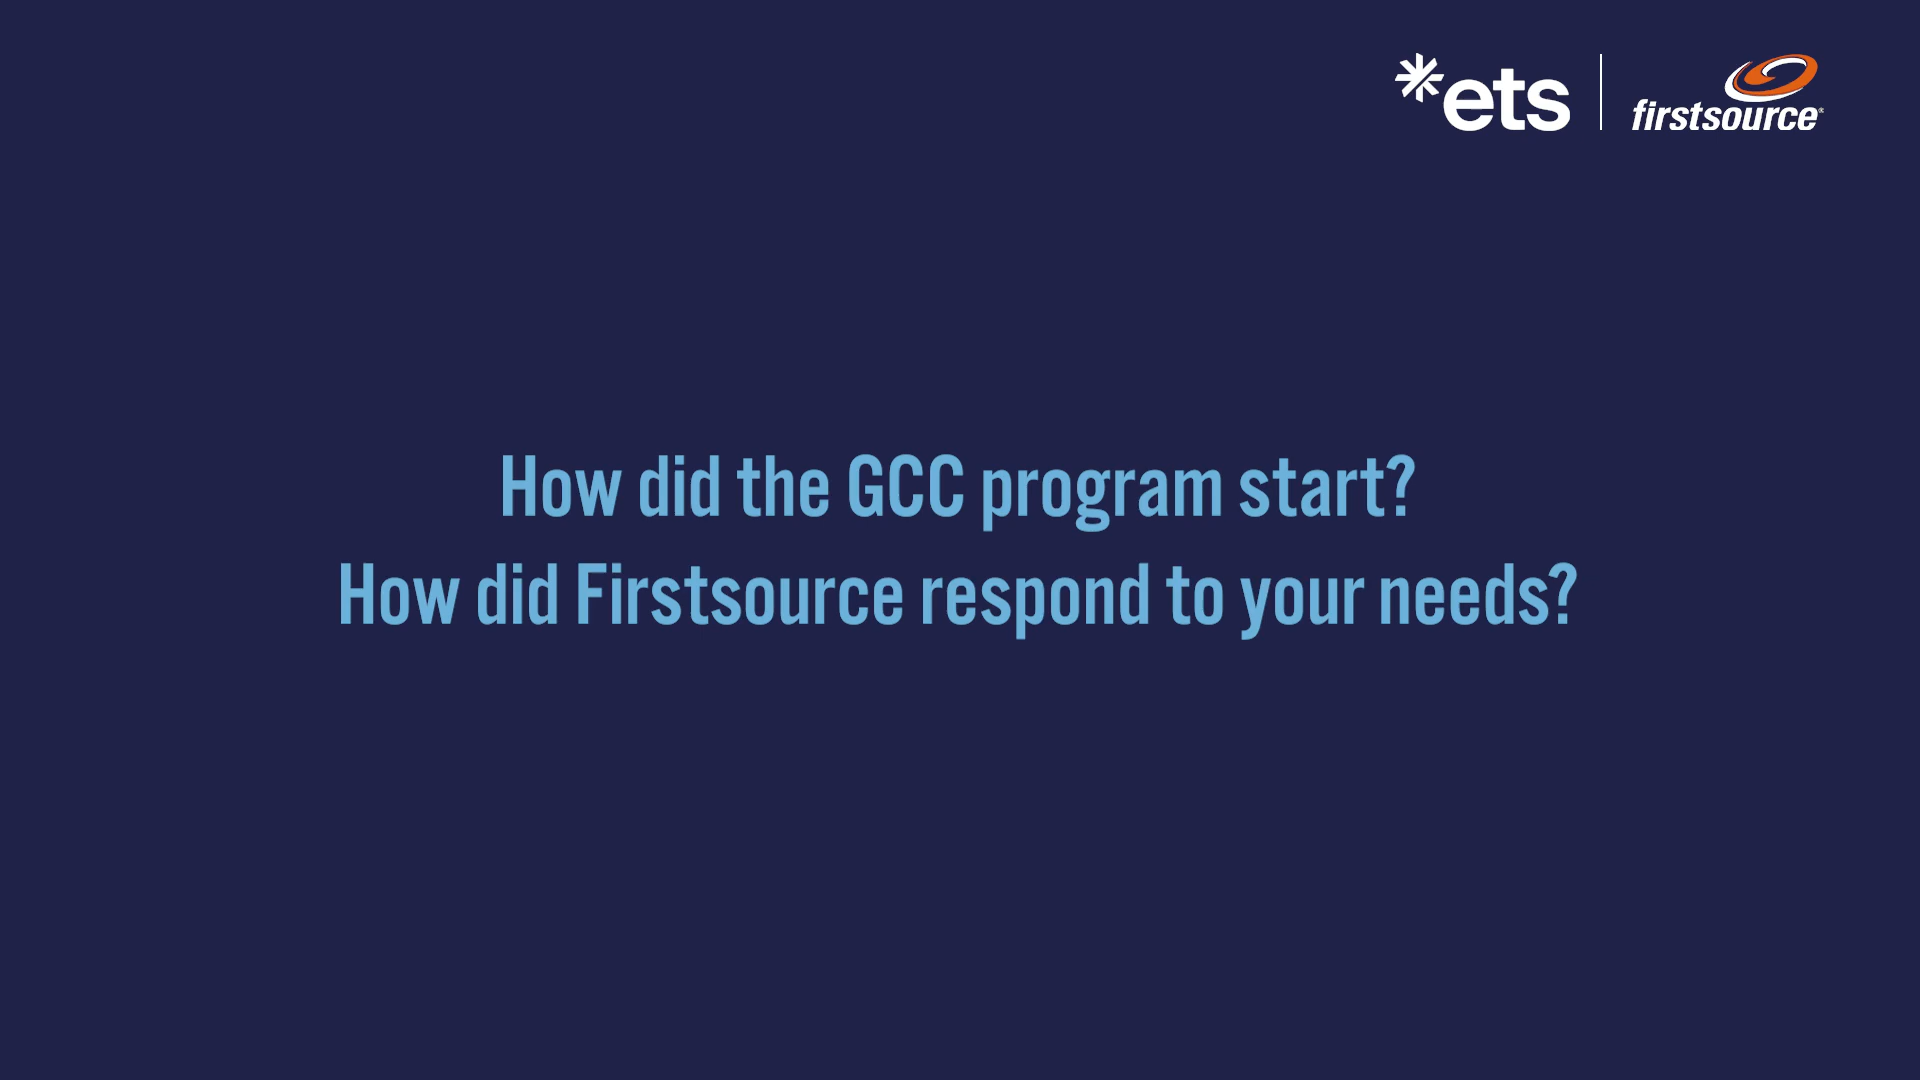 *ets
firstsource®
How did the GCC program start?
How did Firstsource respond to your needs?